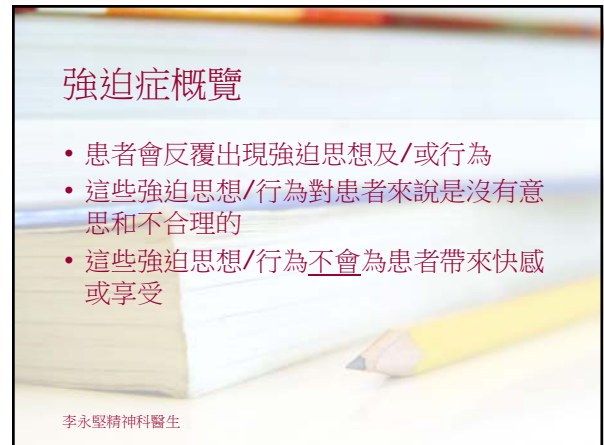 強迫症概覽
• 患者會反覆出現強迫思想及/或行為
• 這些強迫思想/行為對患者來說是沒有意
思和不合理的
• 這些強迫思想/行為不會為患者帶來快感
或享受
李永堅精神科醫生